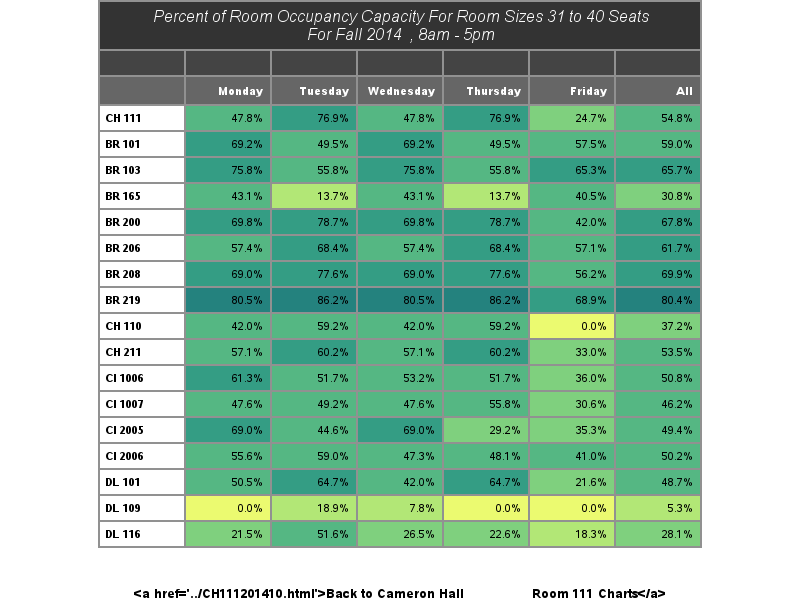 Percent of Room Occupancy Capacity For Room Sizes 31 to 40 Seats
For Fall 2014 , 8am - 5pm
Monday Tuesday Wednesday Thursday Friday All
CH 111 47.8% 76.9% 47.8% 76.9% 24.7% 54.8%
BR 101 69.2% 49.5% 69.2% 49.5% 57.5% 59.0%
BR 103 75.8% 55.8% 75.8% 55.8% 65.3% 65.7%
BR 165 43.1% 13.7% 43.1% 13.7% 40.5% 30.8%
BR 200 69.8% 78.7% 69.8% 78.7% 42.0% 67.8%
BR 206 57.4% 68.4% 57.4% 68.4% 57.1% 61.7%
BR 208 69.0% 77.6% 69.0% 77.6% 56.2% 69.9%
BR 219 80.5% 86.2% 80.5% 86.2% 68.9% 80.4%
CH 110 42.0% 59.2% 42.0% 59.2% 0.0% 37.2%
CH 211 57.1% 60.2% 57.1% 60.2% 33.0% 53.5%
CI 1006 61.3% 51.7% 53.2% 51.7% 36.0% 50.8%
CI 1007 47.6% 49.2% 47.6% 55.8% 30.6% 46.2%
CI 2005 69.0% 44.6% 69.0% 29.2% 35.3% 49.4%
CI 2006 55.6% 59.0% 47.3% 48.1% 41.0% 50.2%
DL 101 50.5% 64.7% 42.0% 64.7% 21.6% 48.7%
DL 109 0.0% 18.9% 7.8% 0.0% 0.0% 5.3%
DL 116 21.5% 51.6% 26.5% 22.6% 18.3% 28.1%
<a href='../CH111201410.html'>Back to Cameron Hall Room 111 Charts</a>